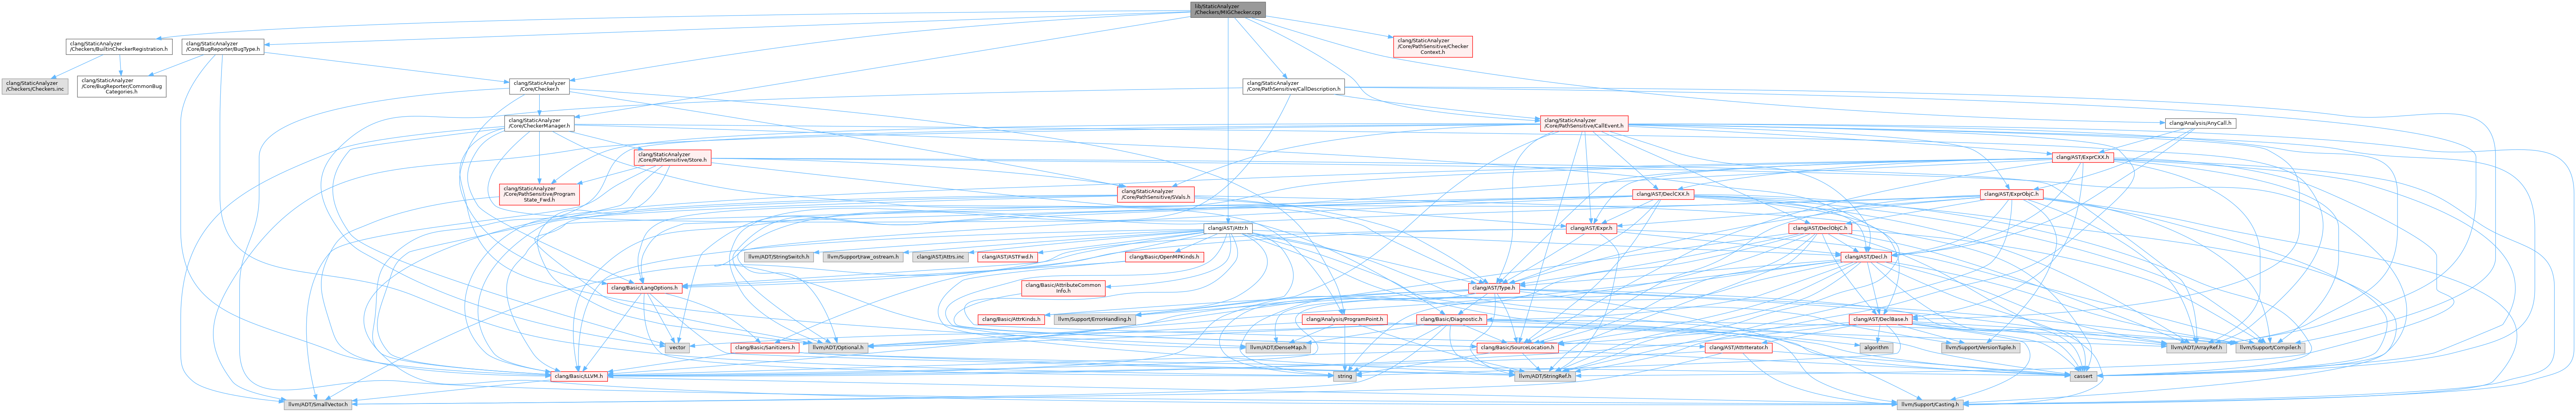 lib/StaticAnalyzer
/Checkers/MIGChecker.cpp
clang/StaticAnalyzer
/Checkers/BuiltinCheckerRegistration.h
clang/StaticAnalyzer
/Core/BugReporter/BugType.h
clang/StaticAnalyzer
/Core/PathSensitive/Checker
Context.h
clang/StaticAnalyzer
/Checkers/Checkers.inc
clang/StaticAnalyzer
/Core/BugReporter/CommonBug
Categories.h
clang/StaticAnalyzer
/Core/Checker.h
clang/StaticAnalyzer
/Core/PathSensitive/CallDescription.h
clang/StaticAnalyzer
/Core/CheckerManager.h
clang/StaticAnalyzer
/Core/PathSensitive/CallEvent.h
clang/Analysis/AnyCall.h
clang/StaticAnalyzer
/Core/PathSensitive/Store.h
clang/AST/ExprCXX.h
clang/StaticAnalyzer
/Core/PathSensitive/Program
State_Fwd.h
clang/StaticAnalyzer
/Core/PathSensitive/SVals.h
clang/AST/DeclCXX.h
clang/AST/ExprObjC.h
clang/AST/Attr.h
clang/AST/Expr.h
clang/AST/DeclObjC.h
llvm/ADT/StringSwitch.h
llvm/Support/raw_ostream.h
clang/AST/Attrs.inc
clang/AST/ASTFwd.h
clang/Basic/OpenMPKinds.h
clang/AST/Decl.h
clang/Basic/LangOptions.h
clang/Basic/AttributeCommon
Info.h
clang/AST/Type.h
clang/Basic/AttrKinds.h
llvm/Support/ErrorHandling.h
clang/Analysis/ProgramPoint.h
clang/Basic/Diagnostic.h
clang/AST/DeclBase.h
vector
clang/Basic/Sanitizers.h
llvm/ADT/Optional.h
llvm/ADT/DenseMap.h
clang/Basic/SourceLocation.h
clang/AST/AttrIterator.h
algorithm
llvm/Support/VersionTuple.h
llvm/ADT/ArrayRef.h
llvm/Support/Compiler.h
clang/Basic/LLVM.h
string
llvm/ADT/StringRef.h
cassert
llvm/ADT/SmallVector.h
llvm/Support/Casting.h